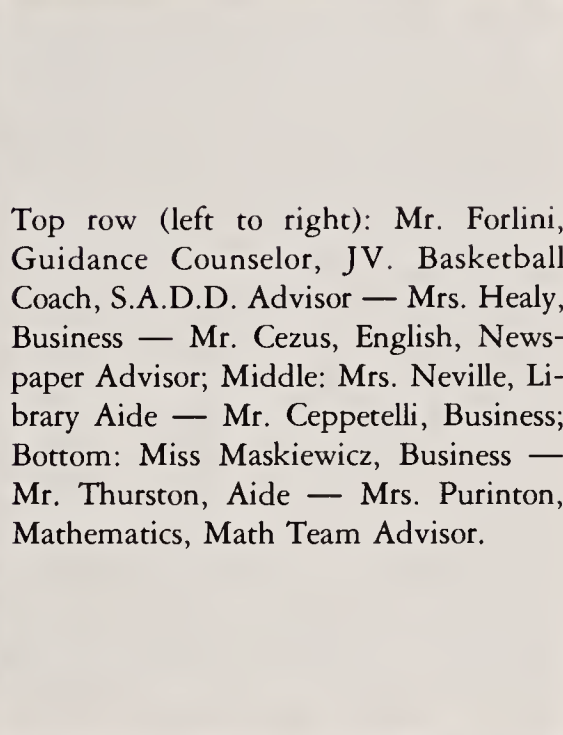 Top row (left to right): Mr. Forlini,
Guidance Counselor, JV. Basketball
Coach, S.A.D.D. Advisor — Mrs. Healy,
Business — Mr. Cezus, English, News-
paper Advisor; Middle: Mrs. Neville, Li-
brary Aide — Mr. Ceppetelli, Business;
Bottom: Miss Maskiewicz, Business —
Mr. Thurston, Aide — Mrs. Purinton,
Mathematics, Math Team Advisor.